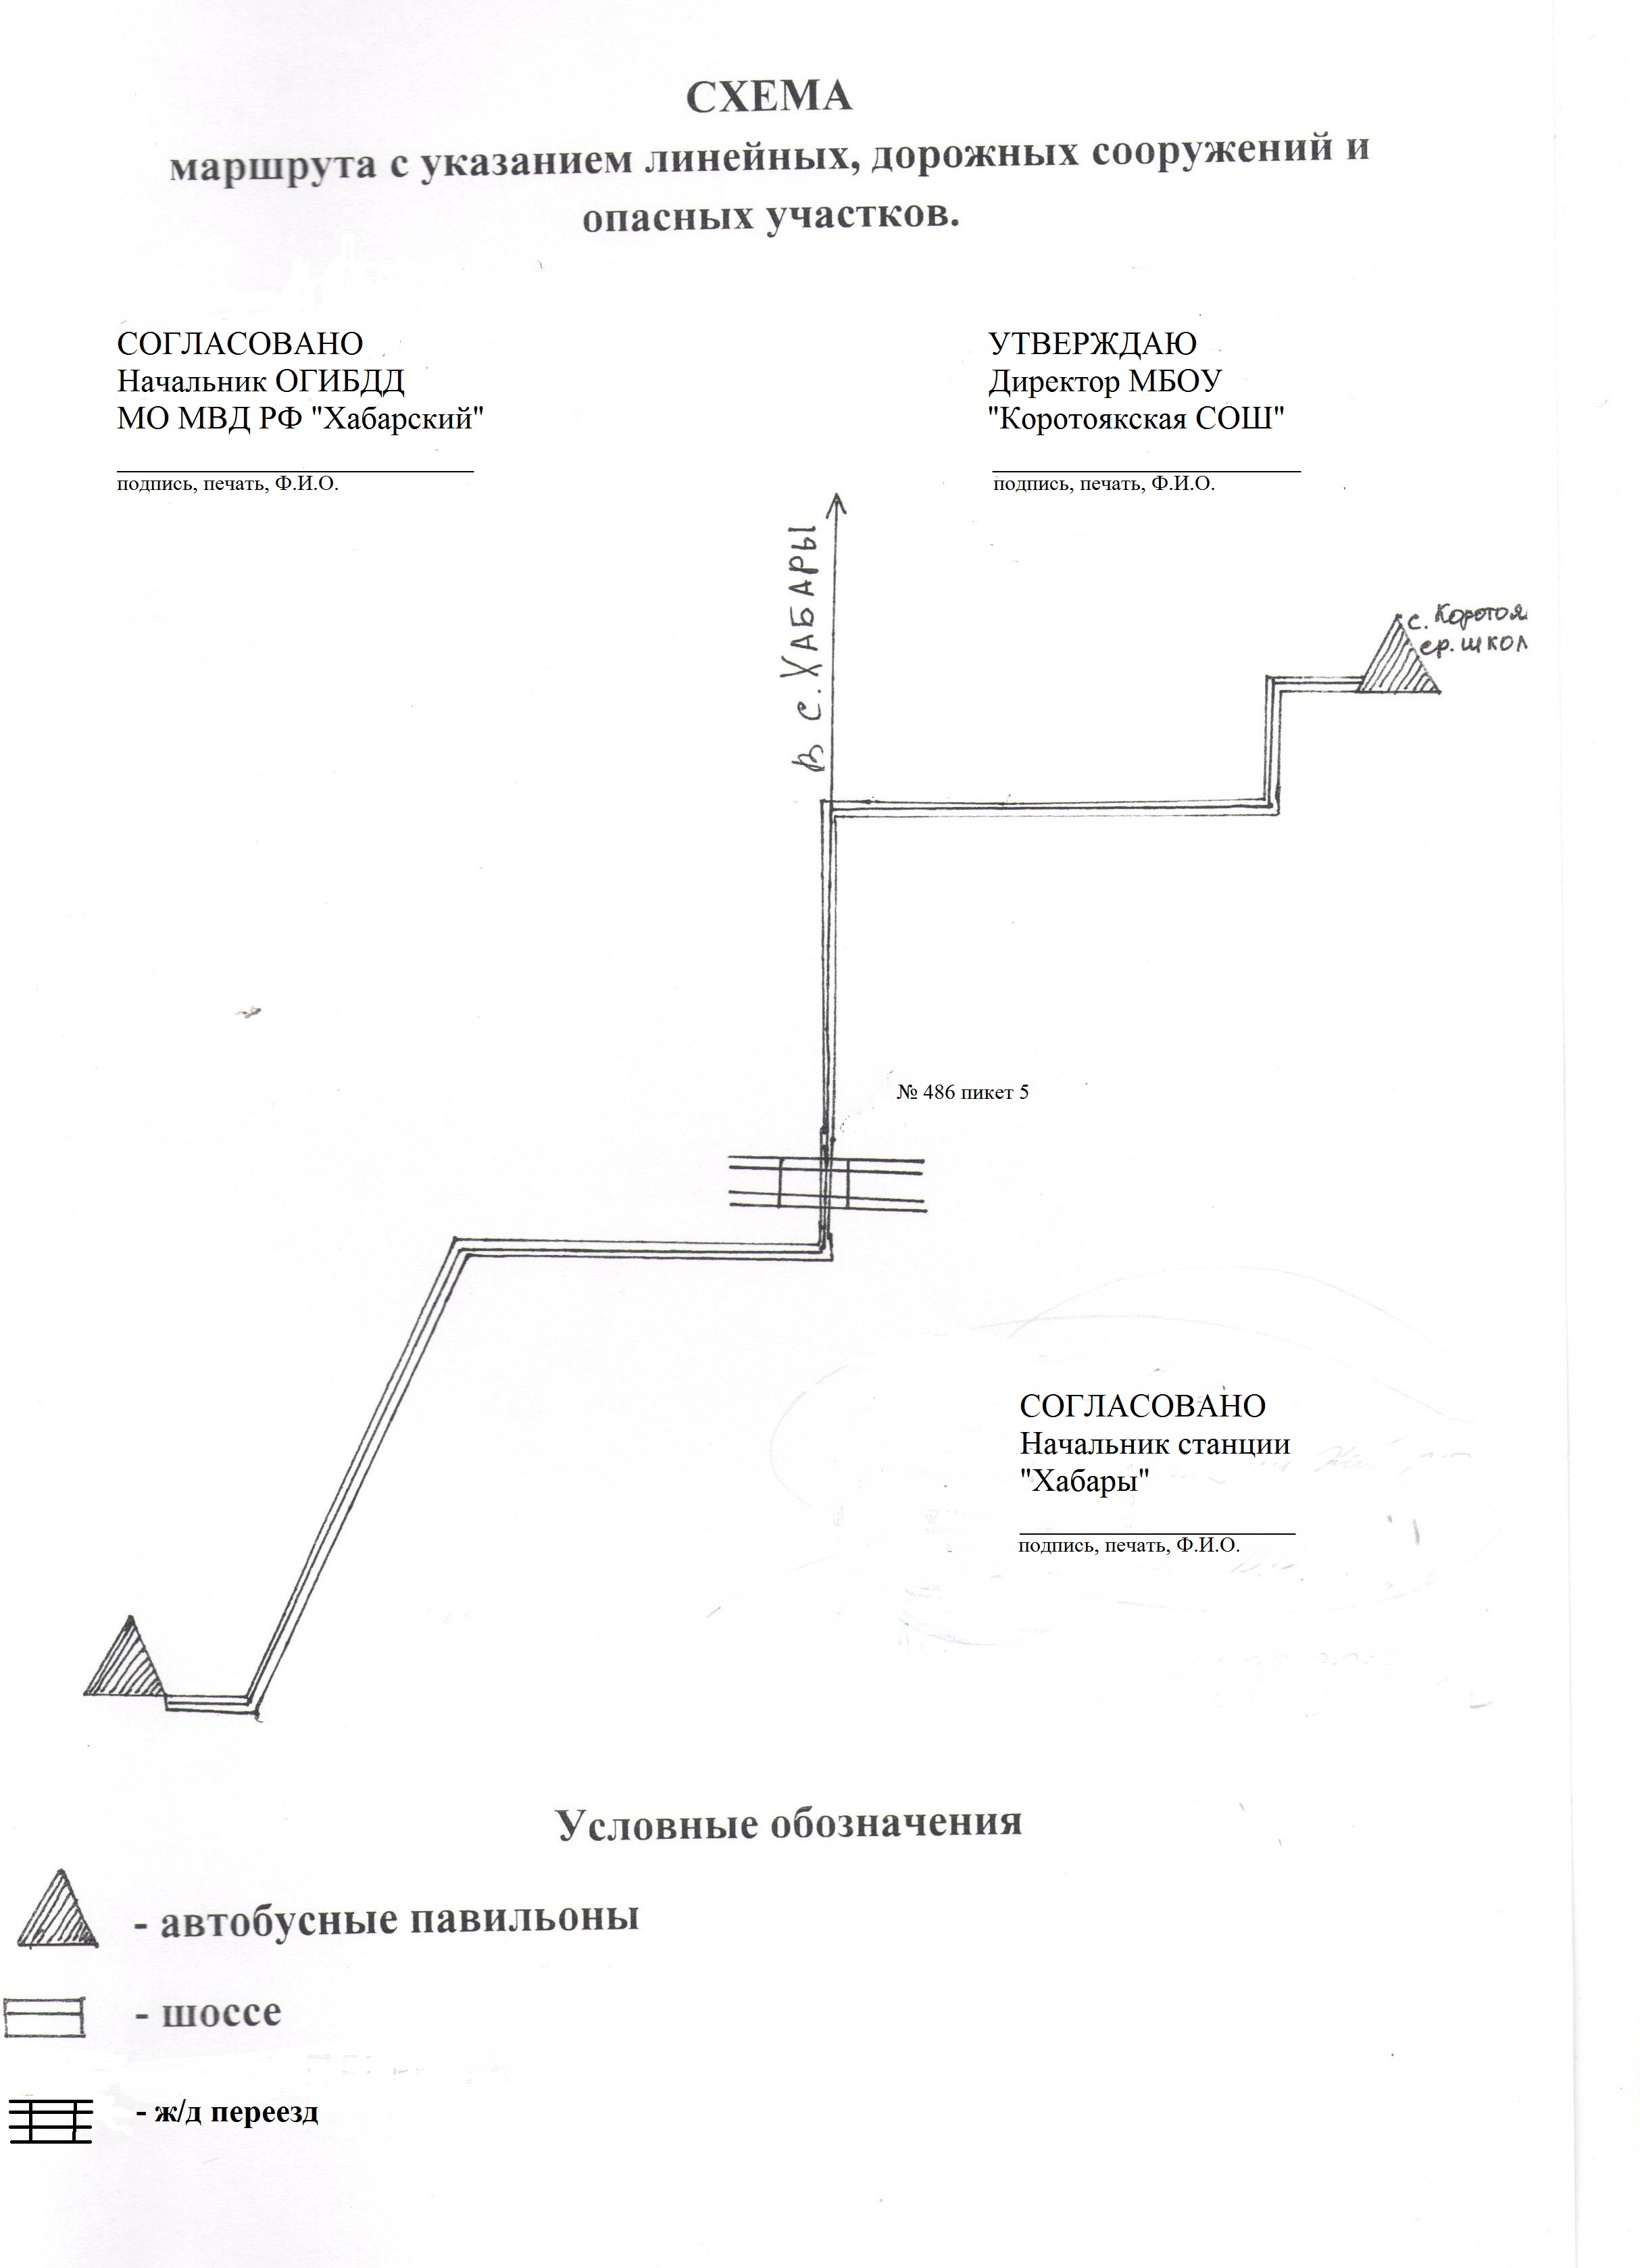 СХЕМА
маршрута с указанием линейных, дорожных сооружений и
опасных участков.
СОГЛАСОВАНО
Начальник ОГИБДД
МО МВД РФ "Хабарский"
подпись, печать, Ф.И.О.
УТВЕРЖДАЮ
Директор МБОУ
"Коротоякская СОШ"
подпись, печать, Ф.И.О.
В с. ХАБАРЫ
с. Коротоя
ср. школ
№ 486 пикет 5
СОГЛАСОВАНО
Начальник станции
"Хабары"
подпись, печать, Ф.И.О.
Условные обозначения
- автобусные павильоны
- шоссе
- ж/д переезд